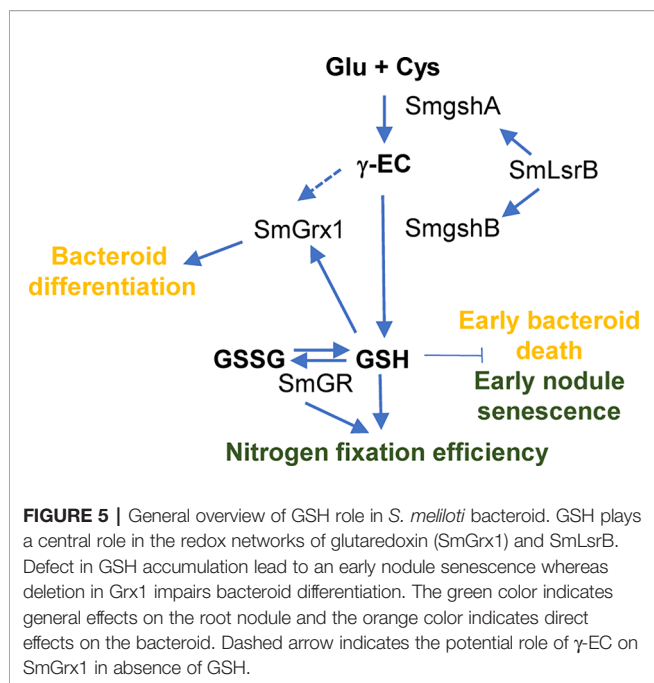 Glu + Cys
SmgshA
γ-EC
SmLsrB
SmGrx1
SmgshB
Bacteroid
differentiation
Early bacteroid
death
GSSG
GSH
SmGR
Early nodule
senescence
Nitrogen fixation efficiency
FIGURE 5 | General overview of GSH role in S. meliloti bacteroid. GSH plays
a central role in the redox networks of glutaredoxin (SmGrx1) and SmLsrB.
Defect in GSH accumulation lead to an early nodule senescence whereas
deletion in Grx1 impairs bacteroid differentiation. The green color indicates
general effects on the root nodule and the orange color indicates direct
effects on the bacteroid. Dashed arrow indicates the potential role of γ-EC on
SmGrx1 in absence of GSH.